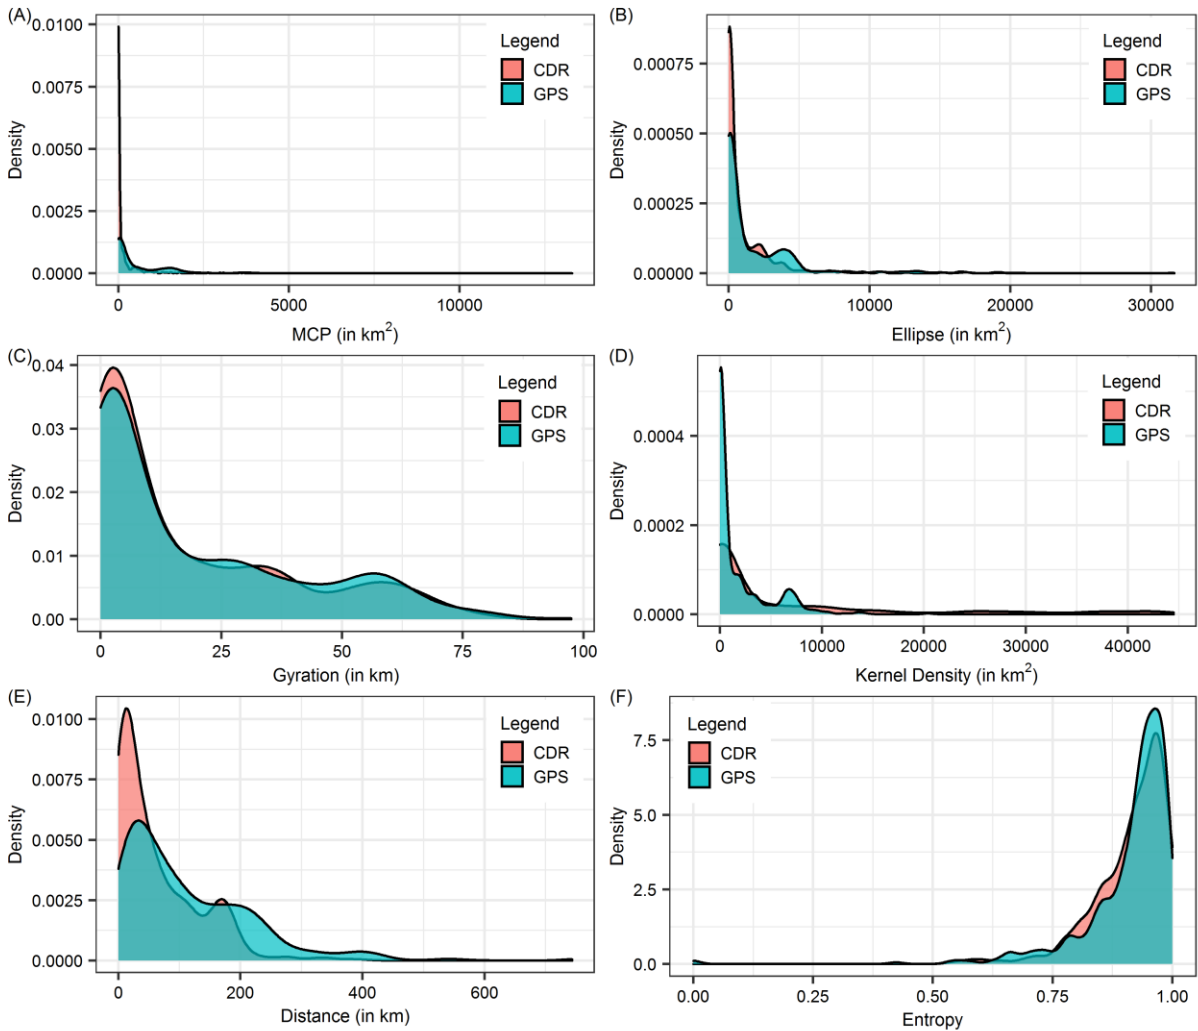 (A)
0.0100
0.0075
0.0050
0.0025
0.0000
Density
0 5000 10000
MCP (in km²)
Legend
CDR
GPS
(B)
0.00075
0.00050
0.00025
0.00000
Density
0 10000 20000 30000
Ellipse (in km²)
Legend
CDR
GPS
(C)
0.04
0.03
0.02
0.01
0.00
Density
0 25 50 75 100
Gyration (in km)
Legend
CDR
GPS
(D)
0.0004
0.0002
0.0000
Density
0 10000 20000 30000 40000
Kernel Density (in km²)
Legend
CDR
GPS
(E)
0.0100
0.0075
0.0050
0.0025
0.0000
Density
0 200 400 600
Distance (in km)
Legend
CDR
GPS
(F)
7.5
5.0
2.5
0.0
Density
0.00 0.25 0.50 0.75 1.00
Entropy
Legend
CDR
GPS